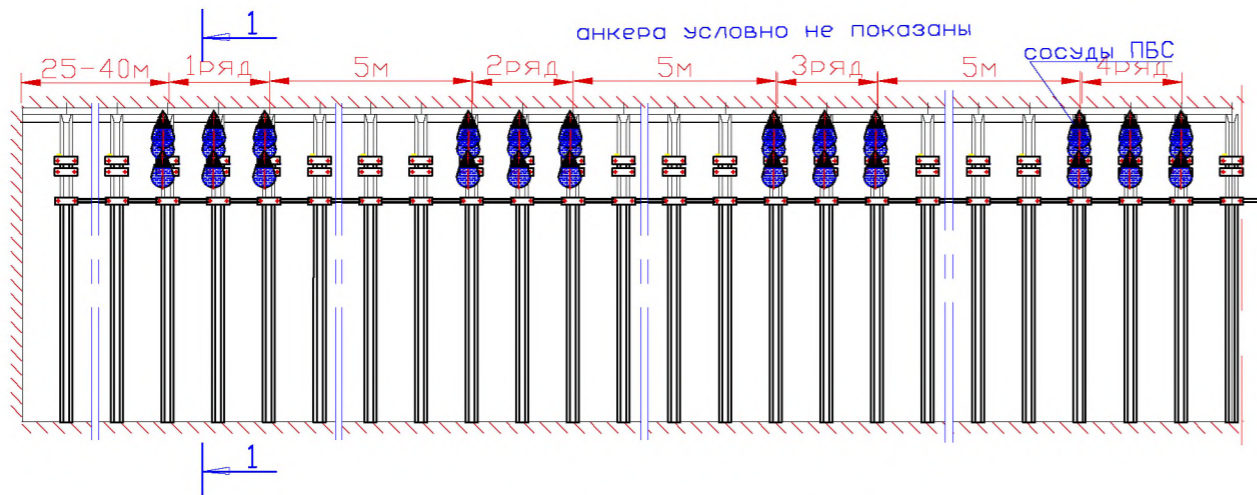 1
анкера условно не показаны
сосуды ПБС
25-40м 1ряд 5м 2ряд 5м 3ряд 5м 4ряд
1